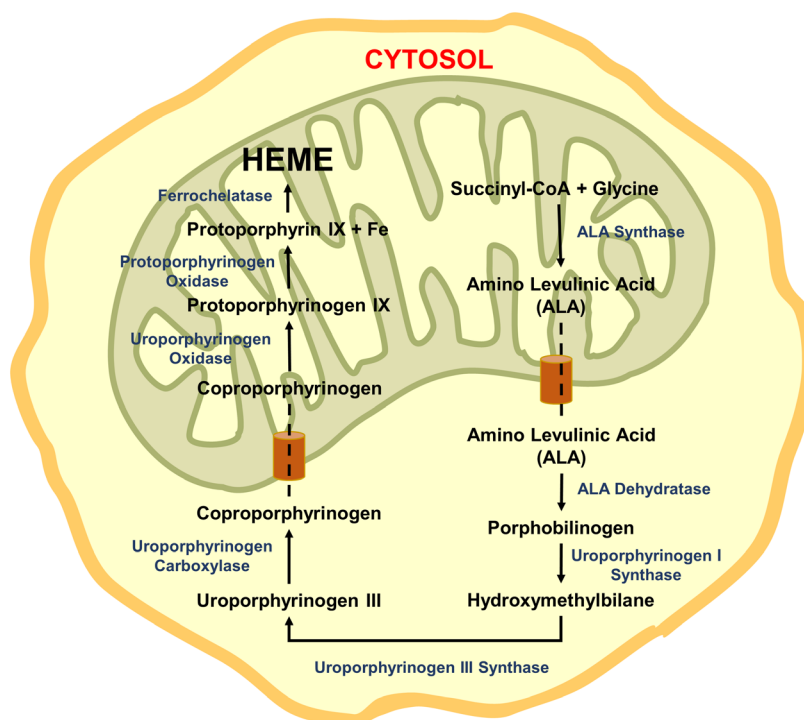 CYTOSOL
HEME
Ferrochelatase
Protoporphyrin IX + Fe
Protoporphyrinogen
Oxidase
Protoporphyrinogen IX
Uroporphyrinogen
Oxidase
Coproporphyrinogen
Coproporphyrinogen
Uroporphyrinogen
Carboxylase
Uroporphyrinogen III
Succinyl-CoA + Glycine
ALA Synthase
Amino Levulinic Acid
(ALA)
Amino Levulinic Acid
(ALA)
ALA Dehydratase
Porphobilinogen
Uroporphyrinogen I
Synthase
Hydroxymethylbilane
Uroporphyrinogen III Synthase